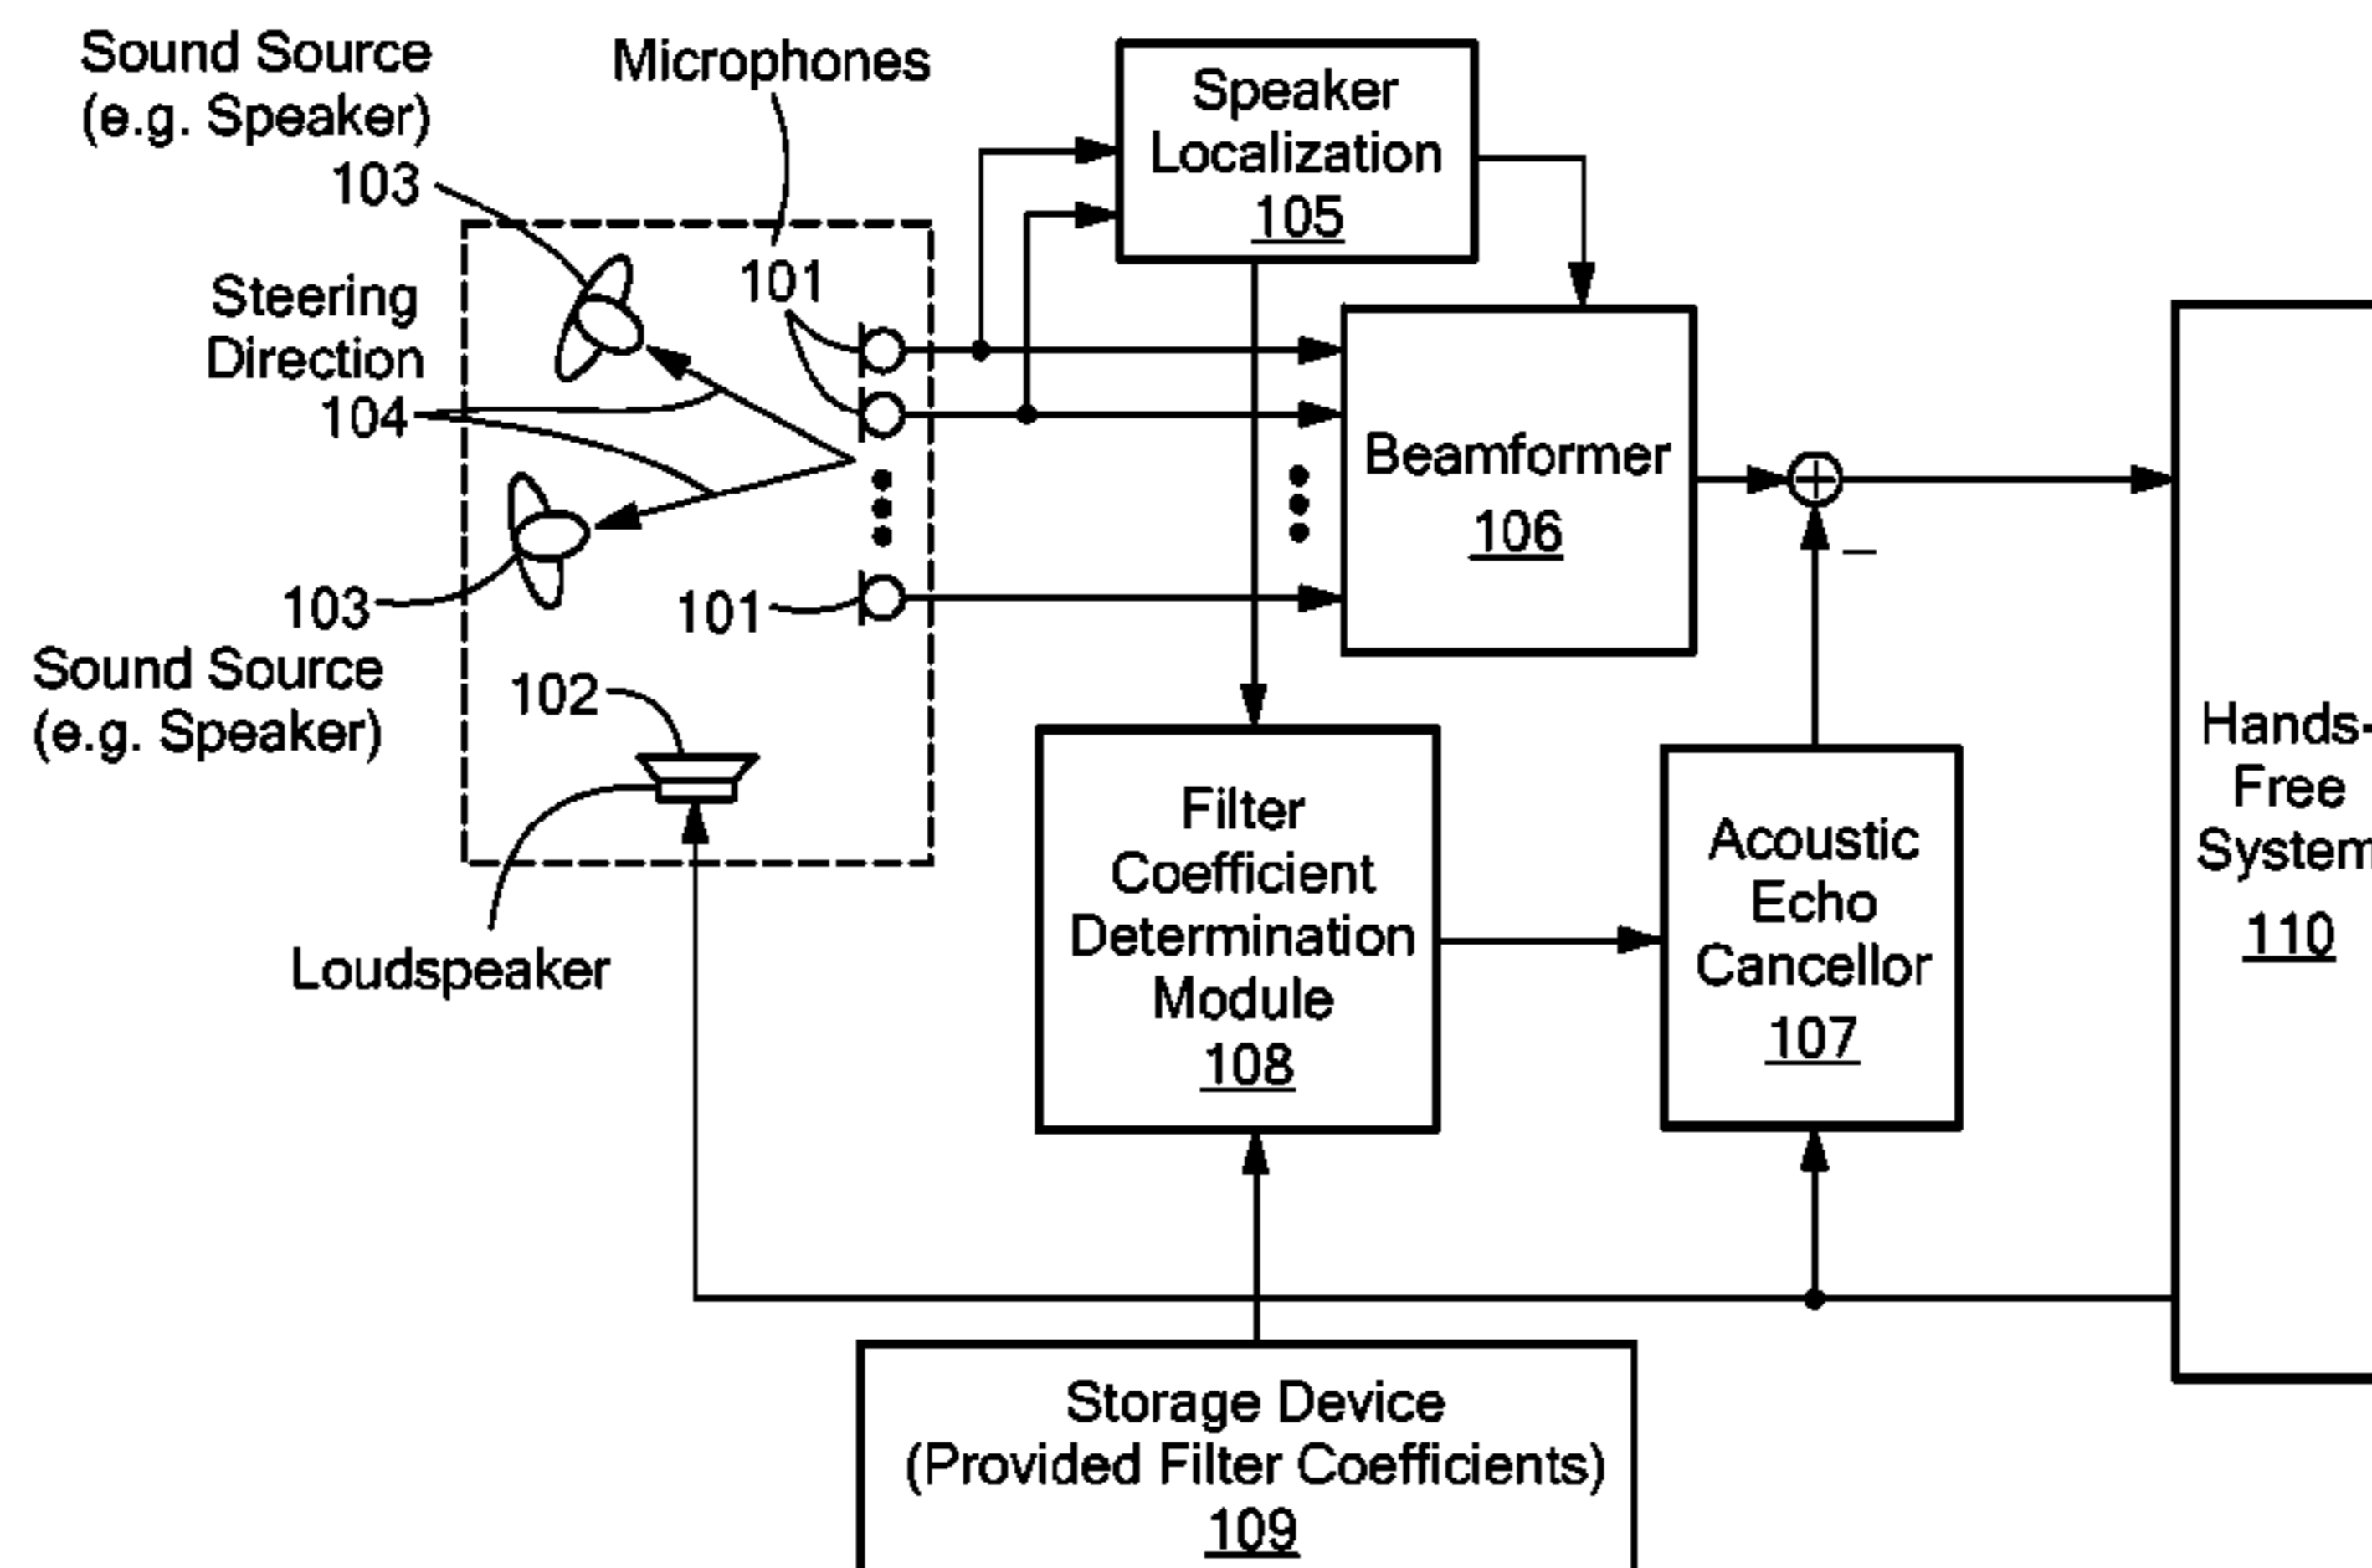 Sound Source
(e.g. Speaker)
103
Microphones
101
Speaker
Localization
105
Steering
Direction
104
Beamformer
106
–
103
Sound Source
(e.g. Speaker)
101
102
Loudspeaker
Filter
Coefficient
Determination
Module
108
Acoustic
Echo
Cancellor
107
Hands-
Free
System
110
Storage Device
(Provided Filter Coefficients)
109